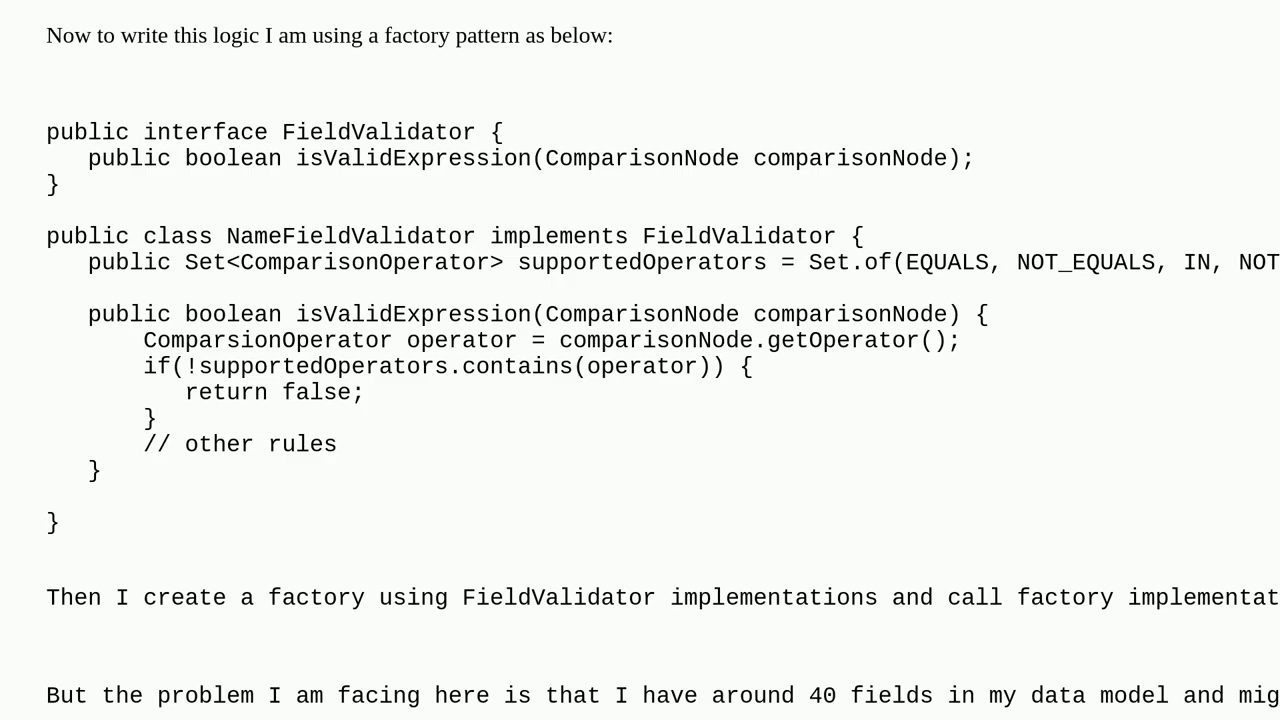 Now to write this logic I am using a factory pattern as below:
public interface FieldValidator {
   public boolean isValidExpression(ComparisonNode comparisonNode);
}
public class NameFieldValidator implements FieldValidator {
   public Set<ComparisonOperator> supportedOperators = Set.of(EQUALS, NOT_EQUALS, IN, NOT
   public boolean isValidExpression(ComparisonNode comparisonNode) {
       ComparsionOperator operator = comparisonNode.getOperator();
       if(!supportedOperators.contains(operator)) {
          return false;
       }
       // other rules
   }
}
Then I create a factory using FieldValidator implementations and call factory implementat
But the problem I am facing here is that I have around 40 fields in my data model and mig